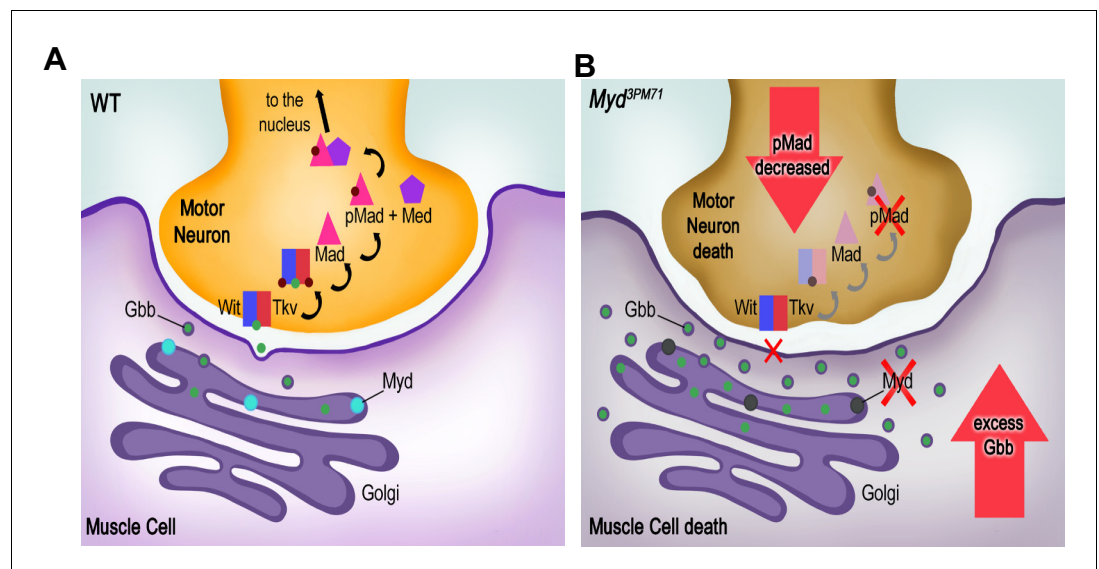 A
WT
to the
nucleus
pMad + Med
Motor
Neuron
Mad
Wit
Tkv
Gbb
Myd
Golgi
Muscle Cell
B
Myd3PM71
pMad
decreased
Motor
Neuron
death
pMad
Mad
Wit
Tkv
Gbb
Myd
excess
Gbb
Golgi
Muscle Cell death